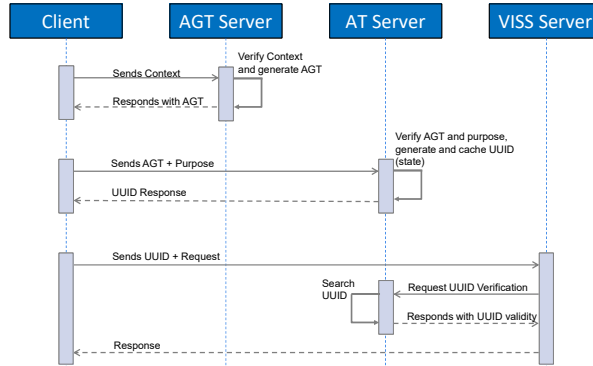 Client
AGT Server
AT Server
VISS Server
Verify Context
and generate AGT
Sends Context
Responds with AGT
Verify AGT and purpose,
generate and cache UUID
(state)
Sends AGT + Purpose
UUID Response
Sends UUID + Request
Search
UUID
Request UUID Verification
Responds with UUID validity
Response